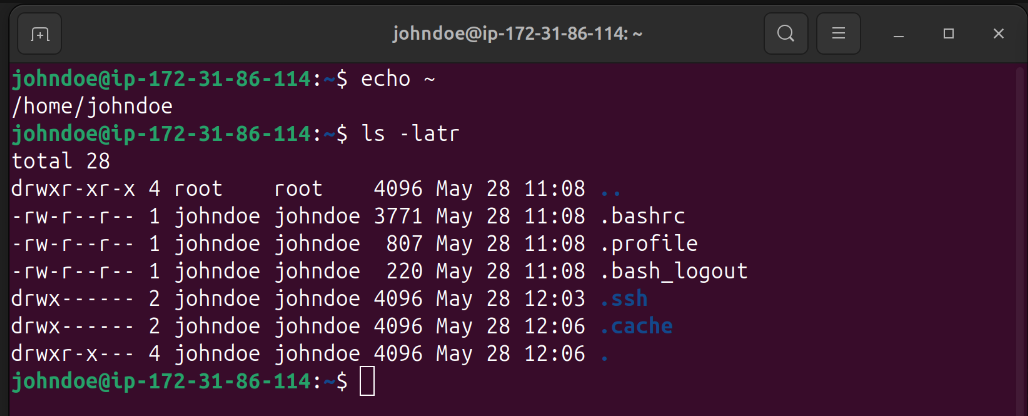 johndoe@ip-172-31-86-114: ~
johndoe@ip-172-31-86-114:~$ echo ~
/home/johndoe
johndoe@ip-172-31-86-114:~$ ls -latr
total 28
drwxr-xr-x 4 root    root    4096 May 28 11:08 ..
-rw-r--r-- 1 johndoe johndoe 3771 May 28 11:08 .bashrc
-rw-r--r-- 1 johndoe johndoe  807 May 28 11:08 .profile
-rw-r--r-- 1 johndoe johndoe  220 May 28 11:08 .bash_logout
drwx------ 2 johndoe johndoe 4096 May 28 12:03 .ssh
drwx------ 2 johndoe johndoe 4096 May 28 12:06 .cache
drwxr-x--- 4 johndoe johndoe 4096 May 28 12:06 .
johndoe@ip-172-31-86-114:~$